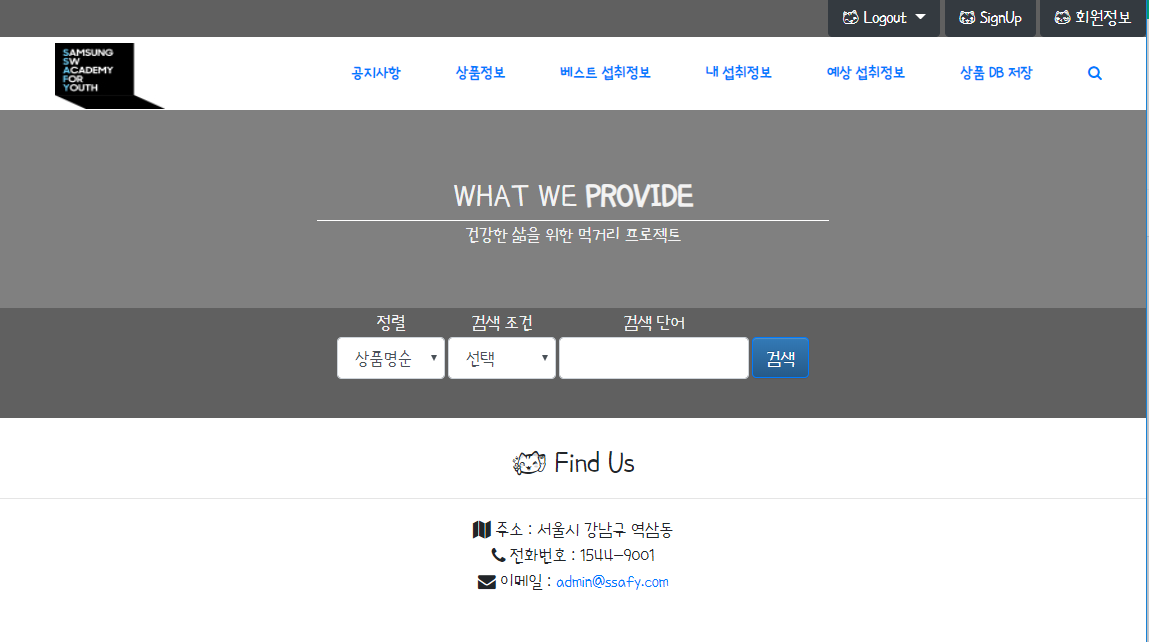 Logout SignUp 회원정보
SAMSUNG
SW
ACADEMY
FOR
YOUTH
공지사항 상품정보 베스트 섭취정보 내 섭취정보 예상 섭취정보 상품 DB 저장
WHAT WE PROVIDE
건강한 삶을 위한 먹거리 프로젝트
정렬 검색 조건 검색 단어
상품명순 선택 검색
Find Us
주소 : 서울시 강남구 역삼동
전화번호 : 1544-9001
이메일 : admin@ssafy.com